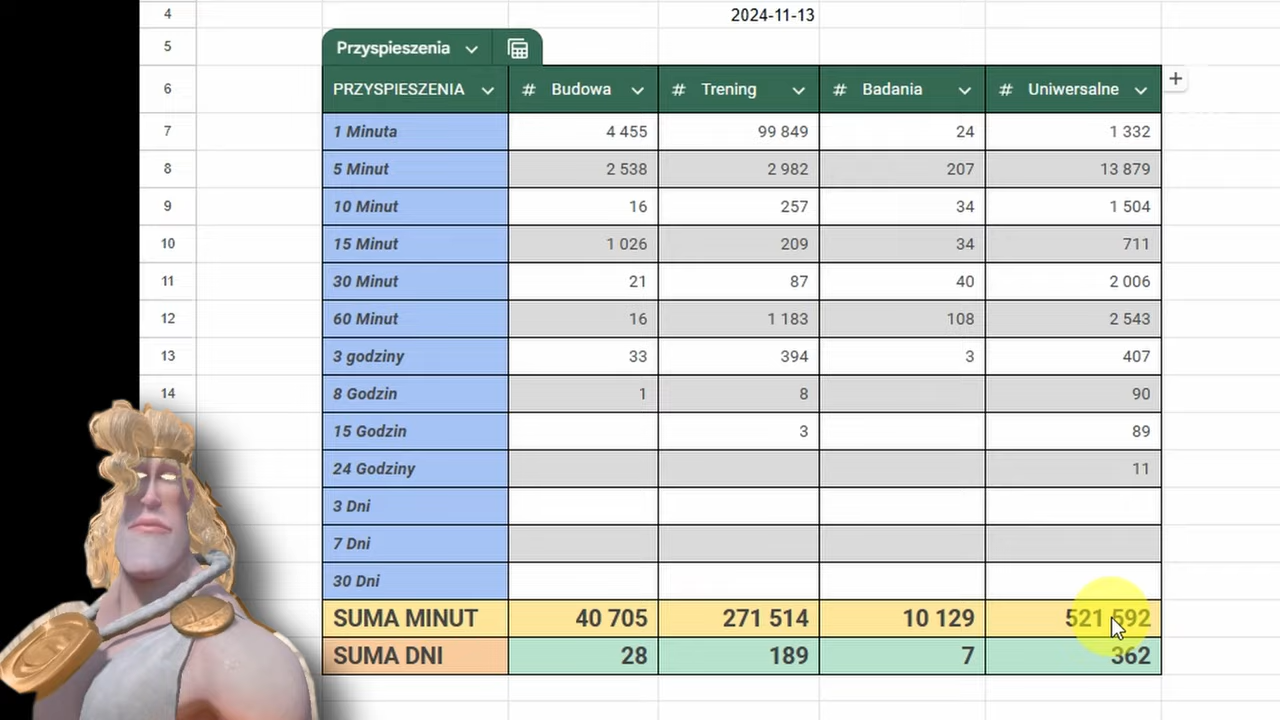 4 2024-11-13
5 Przyspieszenia
6 PRZYSPIESZENIA # Budowa # Trening # Badania # Uniwersalne +
7 1 Minuta 4 455 99 849 24 1 332
8 5 Minut 2 538 2 982 207 13 879
9 10 Minut 16 257 34 1 504
10 15 Minut 1 026 209 34 711
11 30 Minut 21 87 40 2 006
12 60 Minut 16 1 183 108 2 543
13 3 godziny 33 394 3 407
14 8 Godzin 1 8 90
15 Godzin 3 89
24 Godziny 11
3 Dni
7 Dni
30 Dni
SUMA MINUT 40 705 271 514 10 129 521 592
SUMA DNI 28 189 7 362